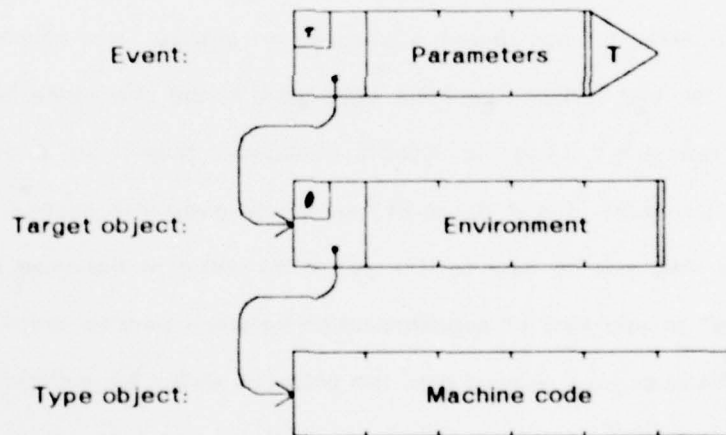 Event:
Parameters
T
Target object:
Environment
Type object:
Machine code